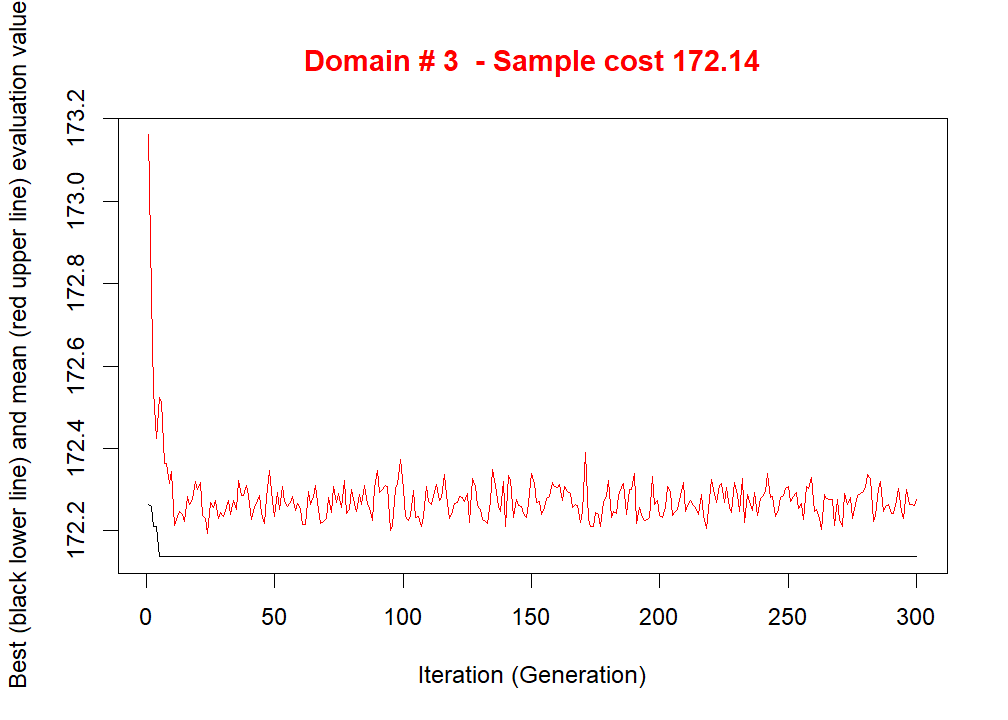 Domain # 3 - Sample cost 172.14
Best (black lower line) and mean (red upper line) evaluation value
173.2
173.0
172.8
172.6
172.4
172.2
0 50 100 150 200 250 300
Iteration (Generation)